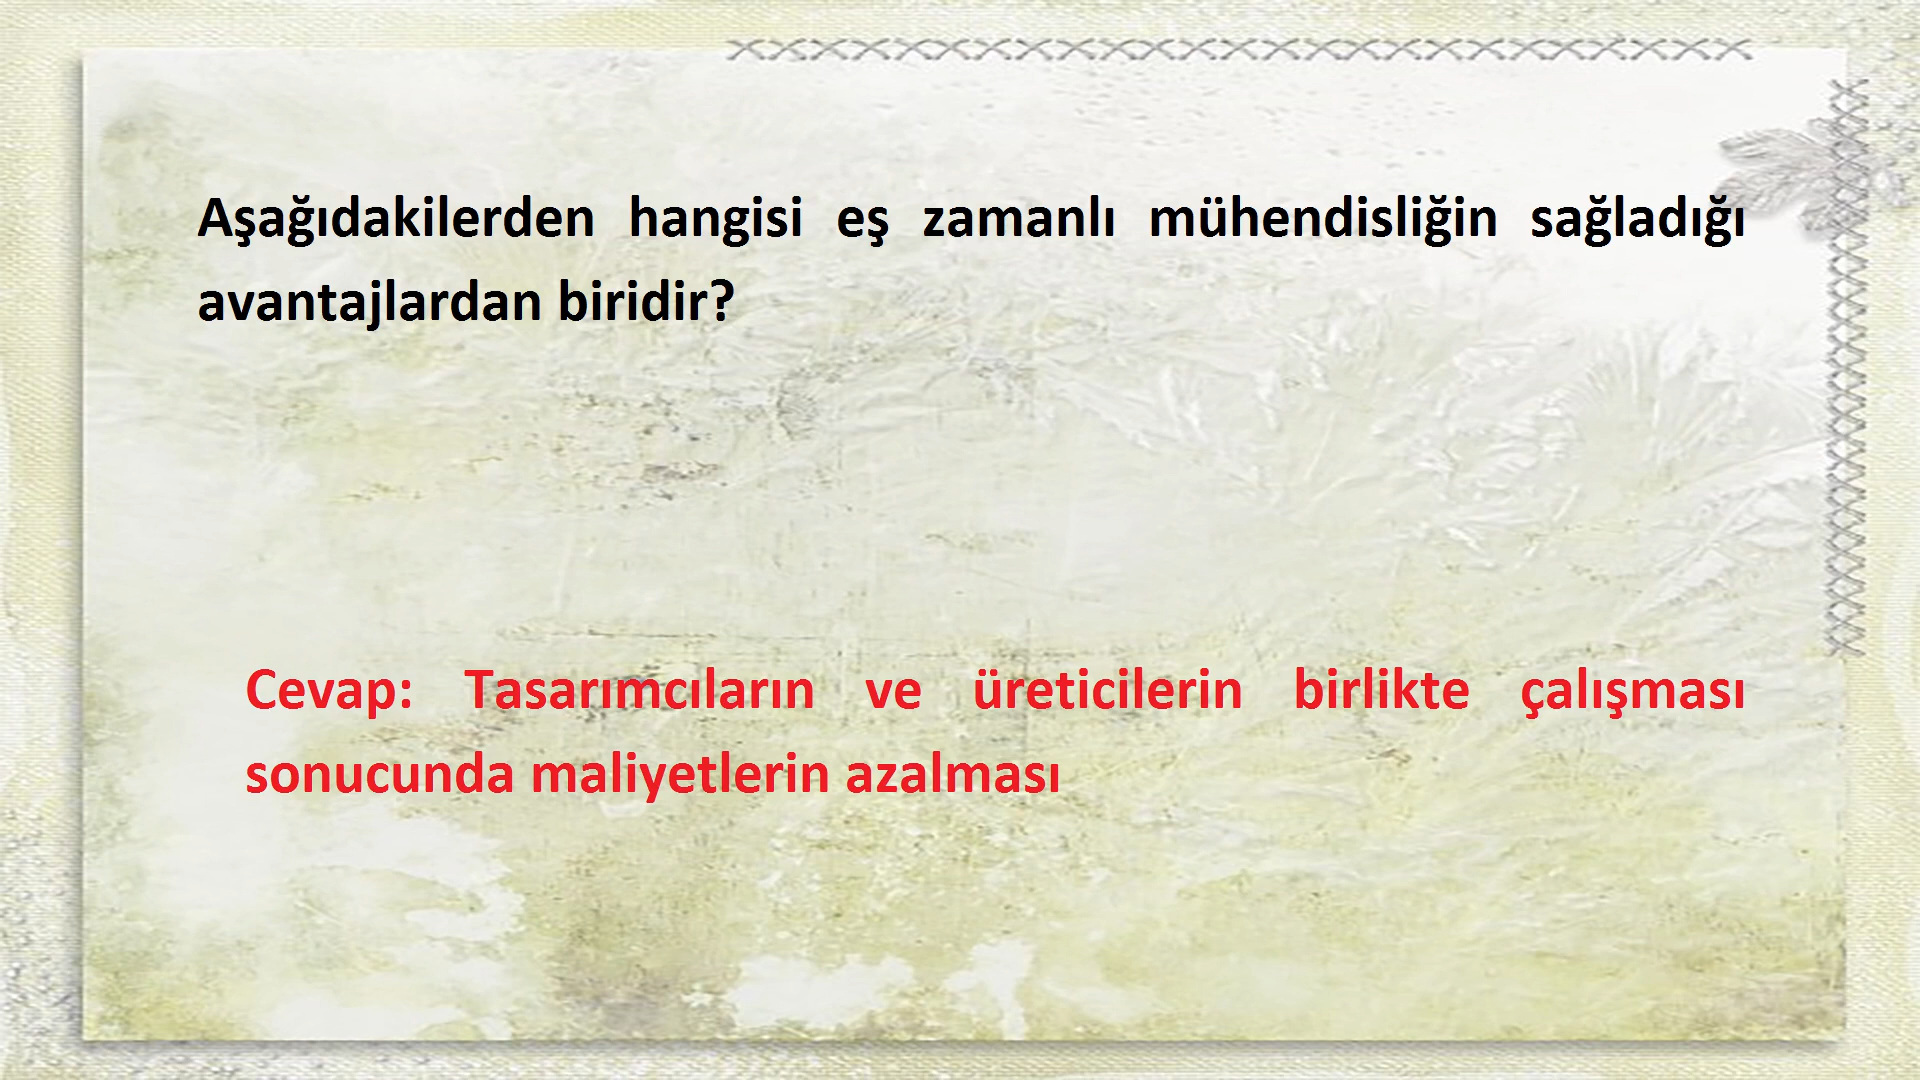 Aşağıdakilerden hangisi eş zamanlı mühendisliğin sağladığı
avantajlardan biridir?
Cevap: Tasarımcıların ve üreticilerin birlikte çalışması
sonucunda maliyetlerin azalması